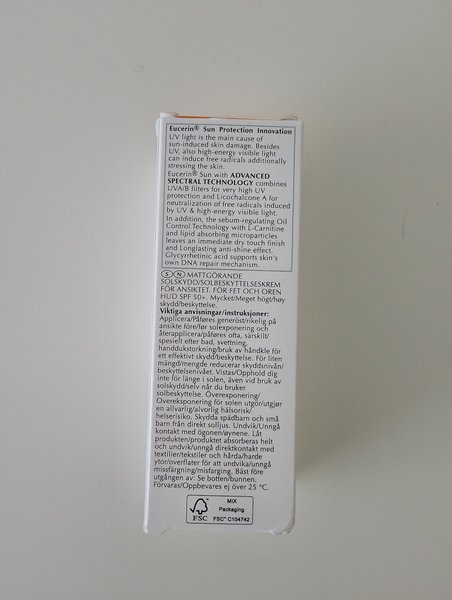 Eucerin® Sun Protection Innovation
UV light is the main cause of
sun-induced skin damage. Besides
UV, also high-energy visible light
can induce free radicals additionally
stressing the skin.
Eucerin® Sun with ADVANCED
SPECTRAL TECHNOLOGY combines
UVA/B filters for very high UV
protection and Licochalcone A for
neutralization of free radicals induced
by UV & high-energy visible light.
In addition, the sebum-regulating Oil
Control Technology with L-Carnitine
and lipid absorbing microparticles
leaves an immediate dry touch finish
and Longlasting anti-shine effect.
Glycyrrhetinic acid supports skin's
own DNA repair mechanism.
S N MATTGÖRANDE
SOLSKYDD/SOLBESKYTTELSESKREM
FÖR ANSIKTET. FÖR FET OCH OREN
HUD SPF 50+. Mycket/Meget högt/høy
skydd/beskyttelse.
Viktiga anvisningar/instruksjoner:
Applicera/Påføres generöst/rikelig på
ansikte före/før solexponering och
återapplicera/påføres ofta, särskilt/
spesielt efter bad, svettning,
handdukstorkning/bruk av håndkle för
ett effektivt skydd/beskyttelse. För liten
mängd/mengde reducerar skyddsnivån/
beskyttelsenivået. Vistas/Opphold dig
inte för länge i solen, även vid bruk av
solskydd/selv når du bruker
solbeskyttelse. Överexponering/
Overeksponering för solen utgör/utgjør
en allvarlig/alvorlig hälsorisk/
helserisiko. Skydda spädbarn och små
barn från direkt solljus. Undvik/Unngå
kontakt med ögonen/øynene. Låt
produkten/produktet absorberas helt
och undvik/unngå direktkontakt med
textilier/tekstiler och hårda/harde
ytor/overflater för att undvika/unngå
missfärgning/misfarging. Bäst före
utgången av: Se botten/bunnen.
Förvaras/Oppbevares ej över 25 °C.
FSC
MIX
Packaging
FSC® C104742